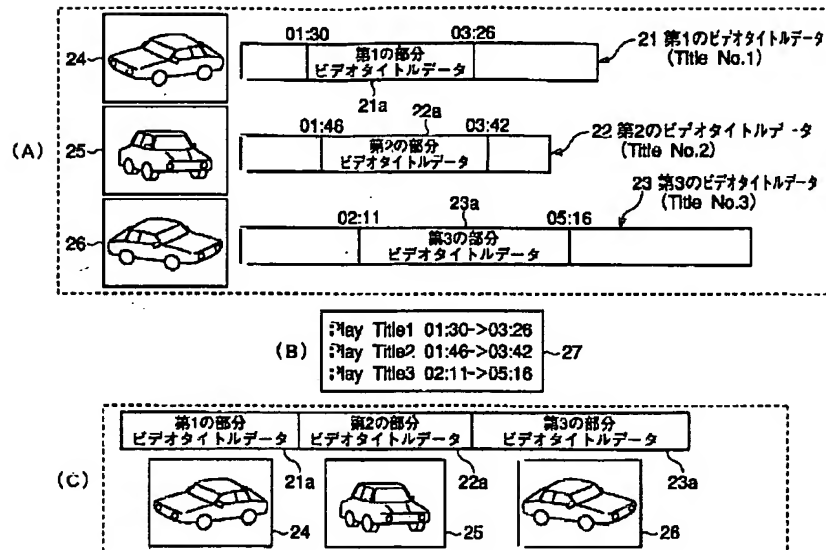 (A)
24
01:30
03:26
第1の部分
ビデオタイトルデータ
21a
21 第1のビデオタイトルデータ
(Title No.1)
25
01:46
22a
03:42
第2の部分
ビデオタイトルデータ
22 第2のビデオタイトルデータ
(Title No.2)
26
02:11
23a
05:16
第3の部分
ビデオタイトルデータ
23 第3のビデオタイトルデータ
(Title No.3)
(B)
Play Title1 01:30->03:26
Play Title2 01:46->03:42
Play Title3 02:11->05:16
27
(C)
第1の部分
ビデオタイトルデータ
第2の部分
ビデオタイトルデータ
第3の部分
ビデオタイトルデータ
21a
22a
23a
24
25
26